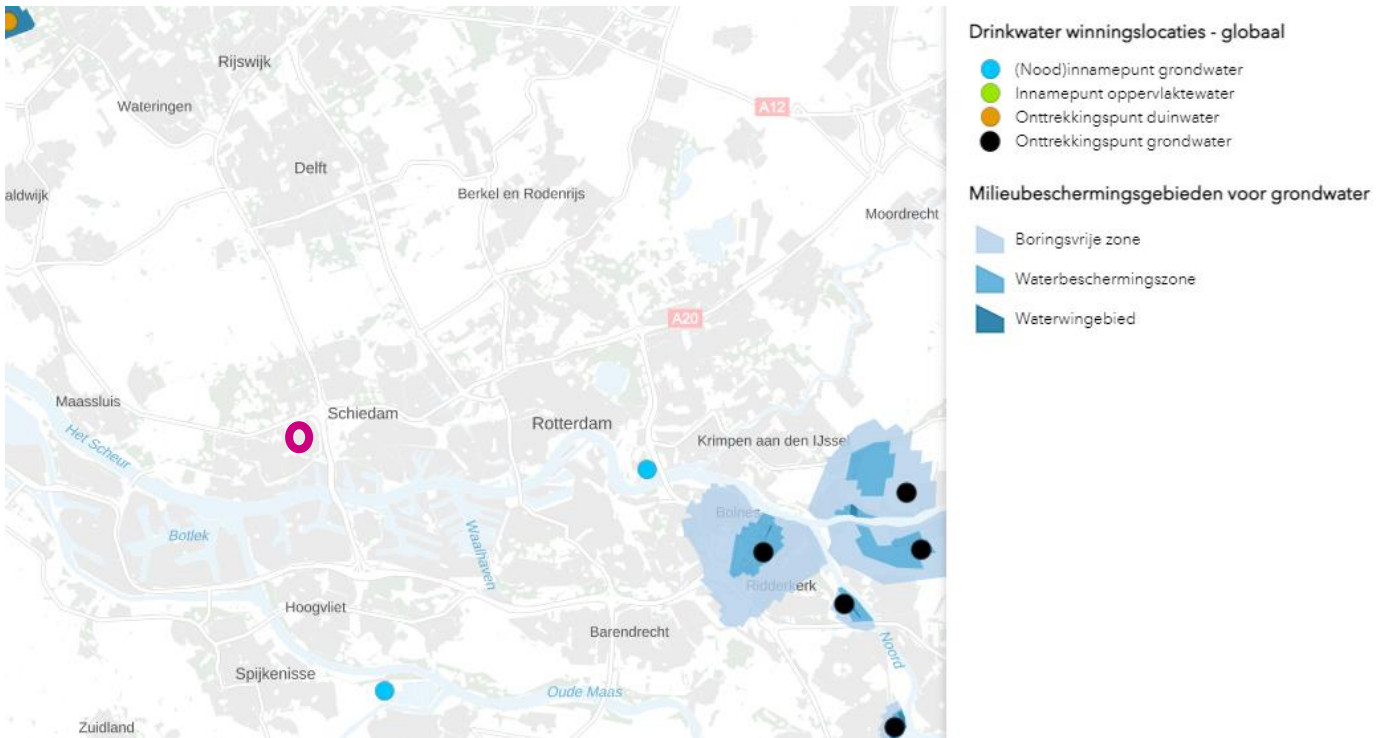 Drinkwater winningslocaties - globaal
(Nood)innamepunt grondwater
Innamepunt oppervlaktewater
Onttrekkingspunt duinwater
Onttrekkingspunt grondwater
Milieubeschermingsgebieden voor grondwater
Boringsvrije zone
Waterbeschermingszone
Waterwingebied
Rijswijk
Wateringen
A12
Delft
aldwijk
Berkel en Rodenrijs
Moordrecht
A20
Maassluis
Schiedam
Rotterdam
Het Scheur
Krimpen aan den IJssel
Bolnes
Botlek
Waalhaven
Ridderkerk
Hoogvliet
Barendrecht
Noord
Spijkenisse
Oude Maas
Zuidland